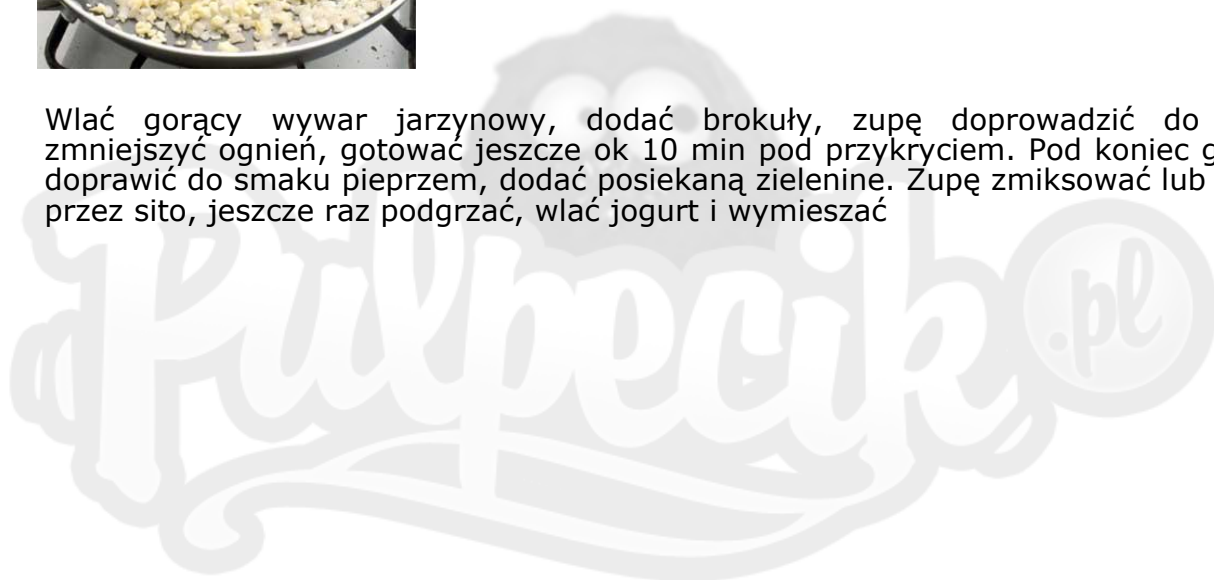 Wlać gorący wywar jarzynowy, dodać brokuły, zupę doprowadzić do
zmniejszyć ognień, gotować jeszcze ok 10 min pod przykryciem. Pod koniec g
doprawić do smaku pieprzem, dodać posiekaną zielenine. Zupę zmiksować lub
przez sito, jeszcze raz podgrzać, wlać jogurt i wymieszać
Pulpecik.pl